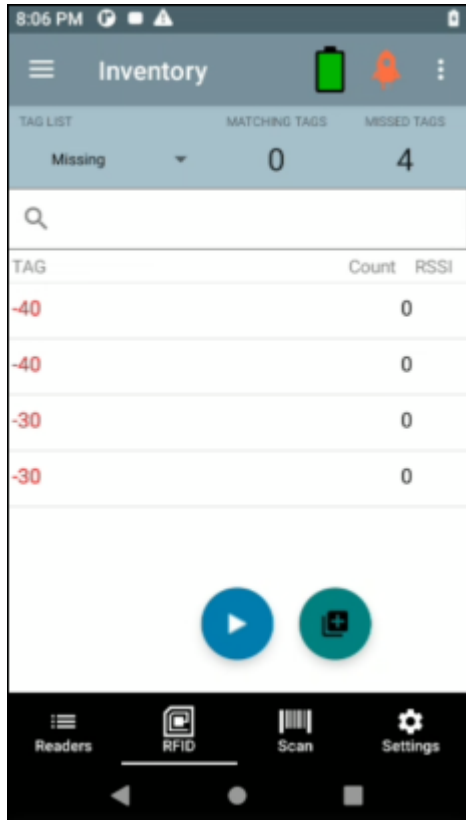 8:06 PM
Inventory
TAG LIST MATCHING TAGS MISSED TAGS
Missing 0 4
TAG Count RSSI
-40 0
-40 0
-30 0
-30 0
Readers RFID Scan Settings